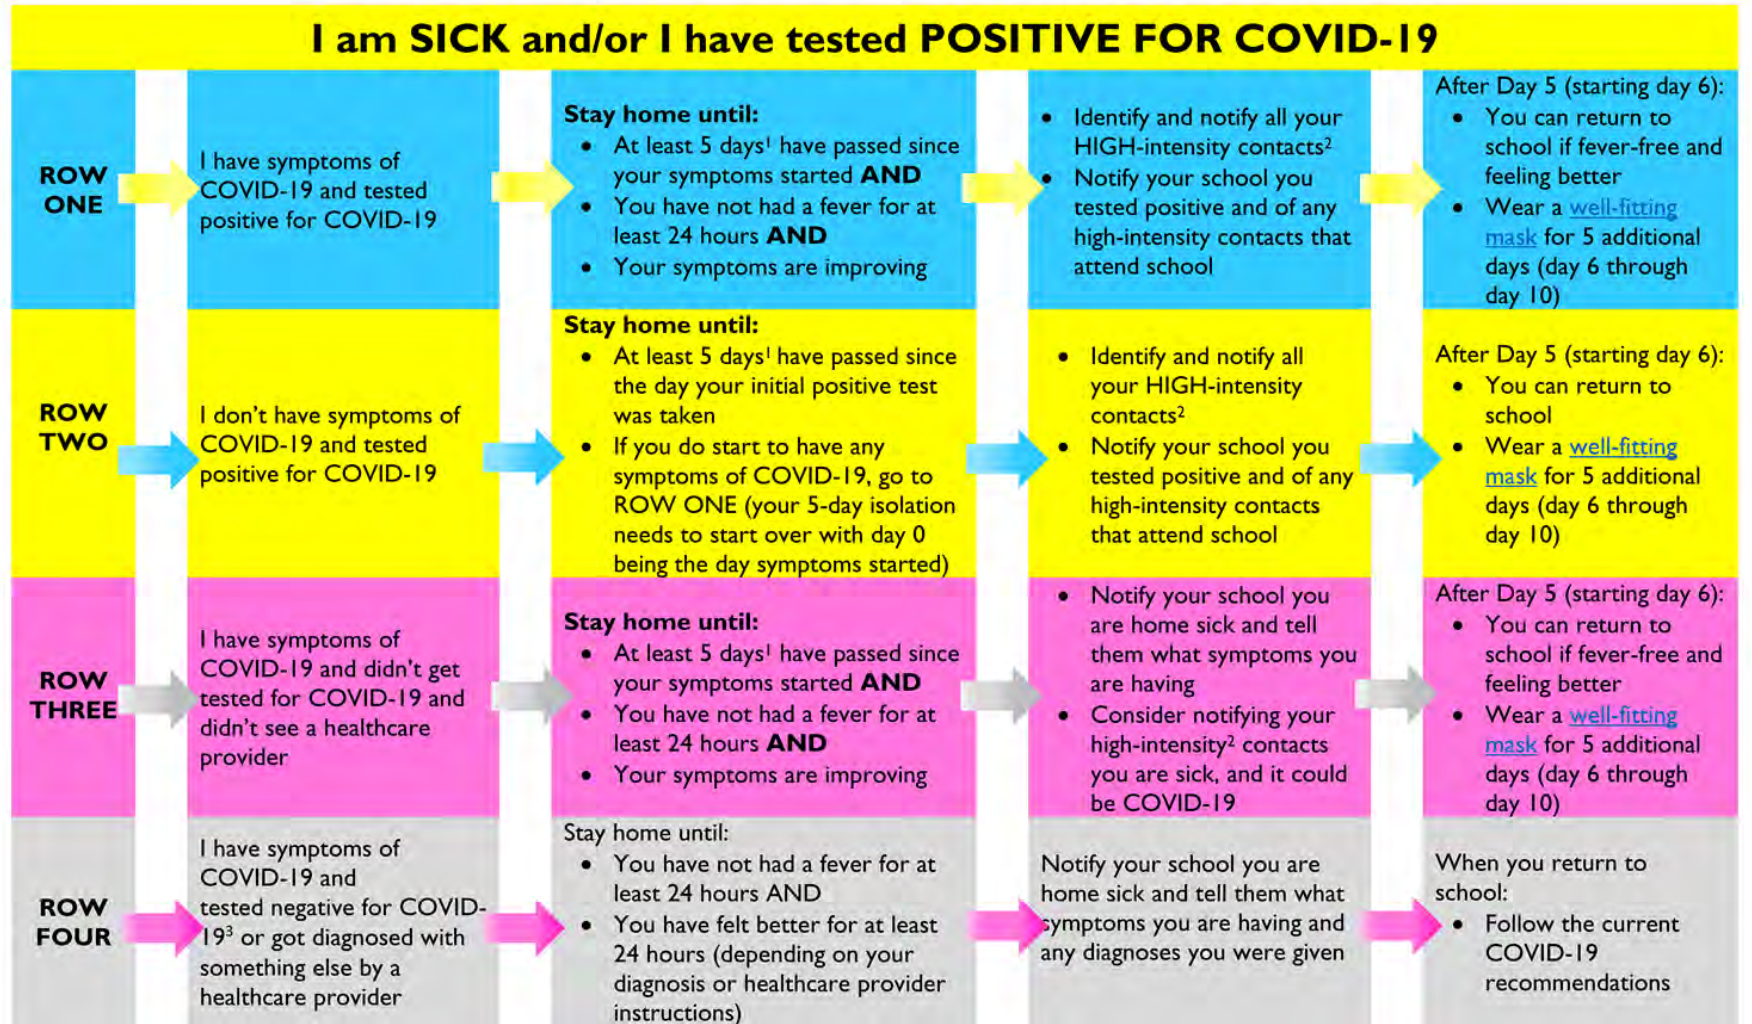 I am SICK and/or I have tested POSITIVE FOR COVID-19
ROW
ONE
I have symptoms of
COVID-19 and tested
positive for COVID-19
Stay home until:
• At least 5 days¹ have passed since
your symptoms started AND
• You have not had a fever for at
least 24 hours AND
• Your symptoms are improving
• Identify and notify all your
HIGH-intensity contacts²
• Notify your school you
tested positive and of any
high-intensity contacts that
attend school
After Day 5 (starting day 6):
• You can return to
school if fever-free and
feeling better
• Wear a well-fitting
mask for 5 additional
days (day 6 through
day 10)
ROW
TWO
I don't have symptoms of
COVID-19 and tested
positive for COVID-19
Stay home until:
• At least 5 days¹ have passed since
the day your initial positive test
was taken
• If you do start to have any
symptoms of COVID-19, go to
ROW ONE (your 5-day isolation
needs to start over with day 0
being the day symptoms started)
• Identify and notify all
your HIGH-intensity
contacts²
• Notify your school you
tested positive and of any
high-intensity contacts
that attend school
After Day 5 (starting day 6):
• You can return to
school
• Wear a well-fitting
mask for 5 additional
days (day 6 through
day 10)
ROW
THREE
I have symptoms of
COVID-19 and didn't get
tested for COVID-19 and
didn't see a healthcare
provider
Stay home until:
• At least 5 days¹ have passed since
your symptoms started AND
• You have not had a fever for at
least 24 hours AND
• Your symptoms are improving
• Notify your school you
are home sick and tell
them what symptoms you
are having
• Consider notifying your
high-intensity² contacts
you are sick, and it could
be COVID-19
After Day 5 (starting day 6):
• You can return to
school if fever-free and
feeling better
• Wear a well-fitting
mask for 5 additional
days (day 6 through
day 10)
ROW
FOUR
I have symptoms of
COVID-19 and
tested negative for COVID-
19³ or got diagnosed with
something else by a
healthcare provider
Stay home until:
• You have not had a fever for at
least 24 hours AND
• You have felt better for at least
24 hours (depending on your
diagnosis or healthcare provider
instructions)
Notify your school you are
home sick and tell them what
symptoms you are having and
any diagnoses you were given
When you return to
school:
• Follow the current
COVID-19
recommendations